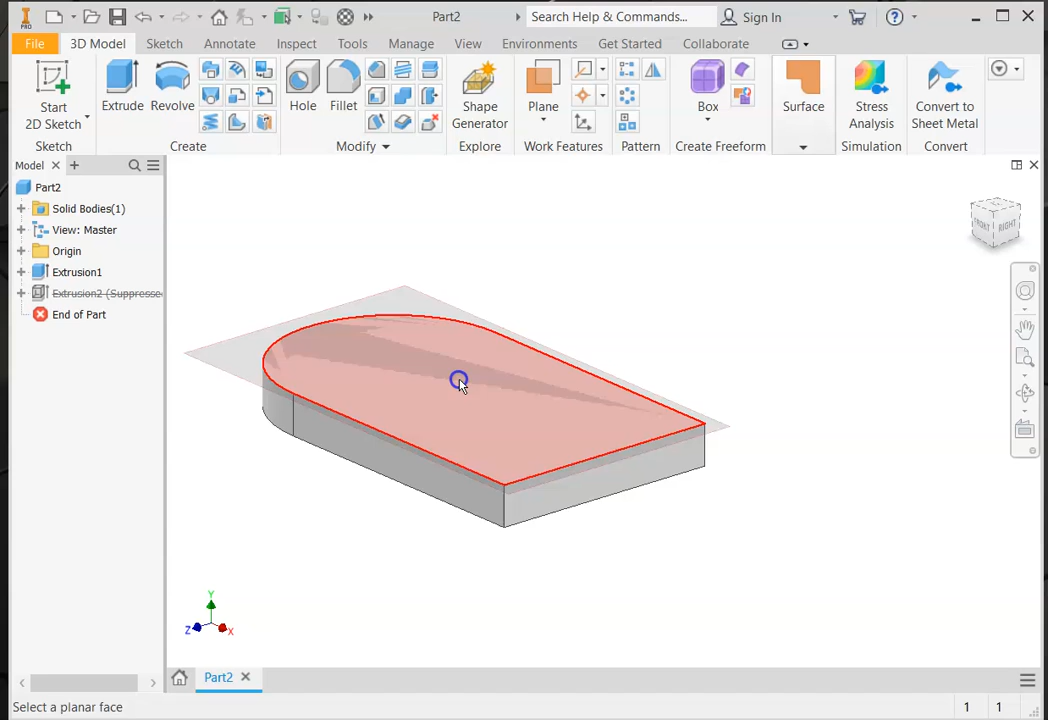 PRO
Part2
Search Help & Commands...
Sign In
File
3D Model
Sketch
Annotate
Inspect
Tools
Manage
View
Environments
Get Started
Collaborate
Start
2D Sketch
Extrude
Revolve
Hole
Fillet
Shape
Generator
Plane
Box
Surface
Stress
Analysis
Convert to
Sheet Metal
Sketch
Create
Modify
Explore
Work Features
Pattern
Create Freeform
Simulation
Convert
Model
Part2
Solid Bodies(1)
View: Master
Origin
Extrusion1
Extrusion2 (Suppresse
End of Part
FRONT
RIGHT
Y
Z
X
Part2
Select a planar face
1
1